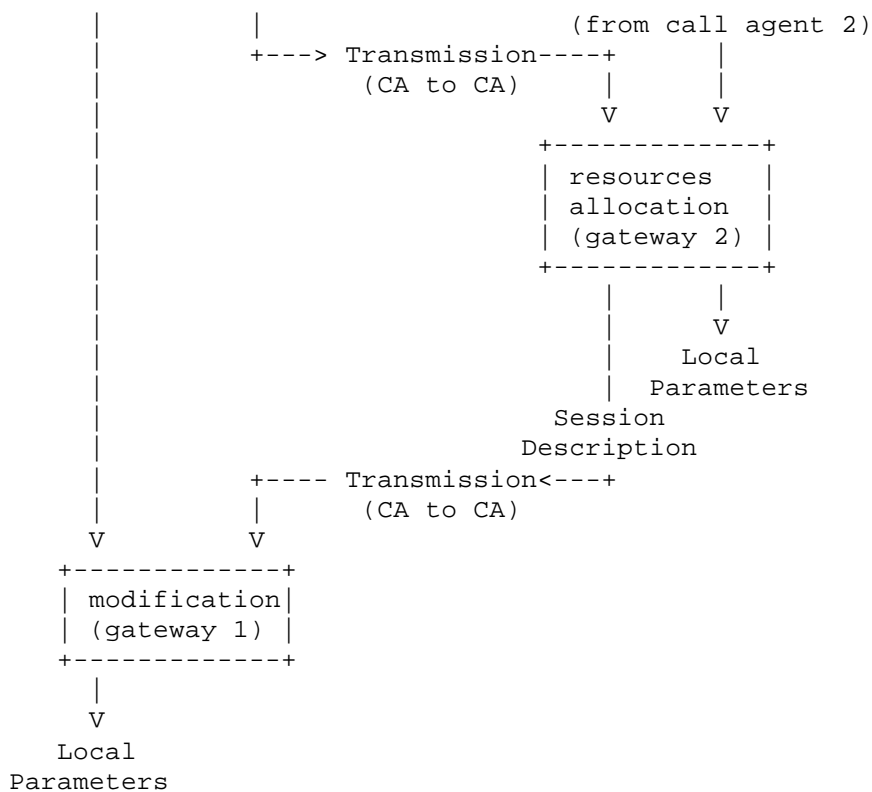 |          |                   (from call agent 2)
     |          +---> Transmission----+      |
     |                 (CA to CA)     |      |
     |                                V      V
     |                            +-------------+
     |                            | resources   |
     |                            | allocation  |
     |                            | (gateway 2) |
     |                            +-------------+
     |                                |      |
     |                                |      V
     |                                |    Local
     |                                |  Parameters
     |                             Session
     |                           Description
     |          +---- Transmission<---+
     |          |      (CA to CA)
     V          V
   +-------------+
   | modification|
   | (gateway 1) |
   +-------------+
     |
     V
   Local
Parameters